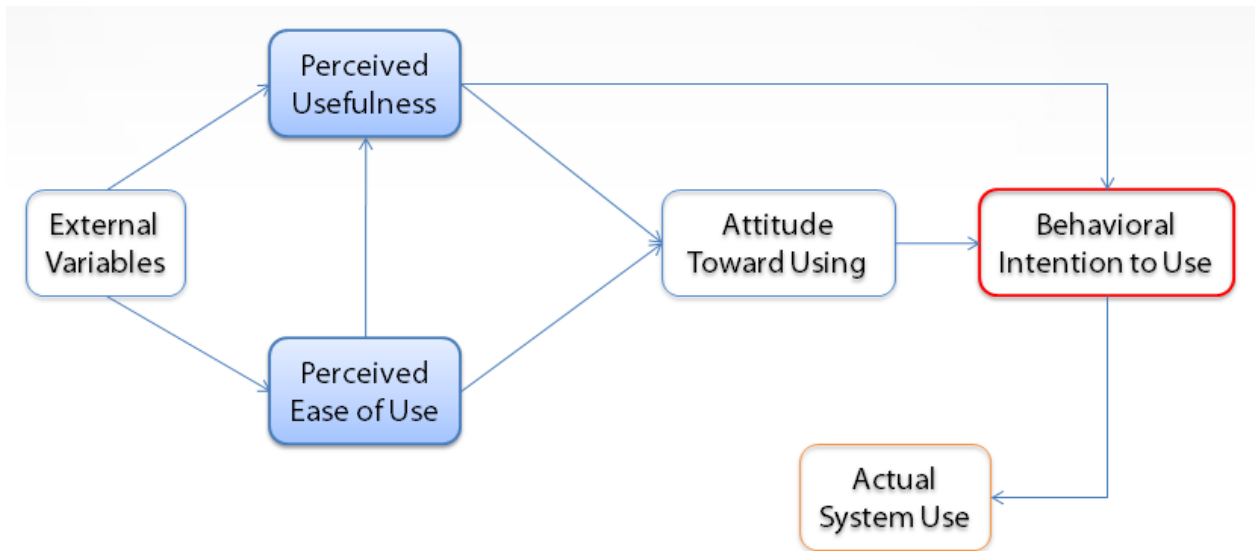 Perceived
Usefulness
External
Variables
Attitude
Toward Using
Behavioral
Intention to Use
Perceived
Ease of Use
Actual
System Use